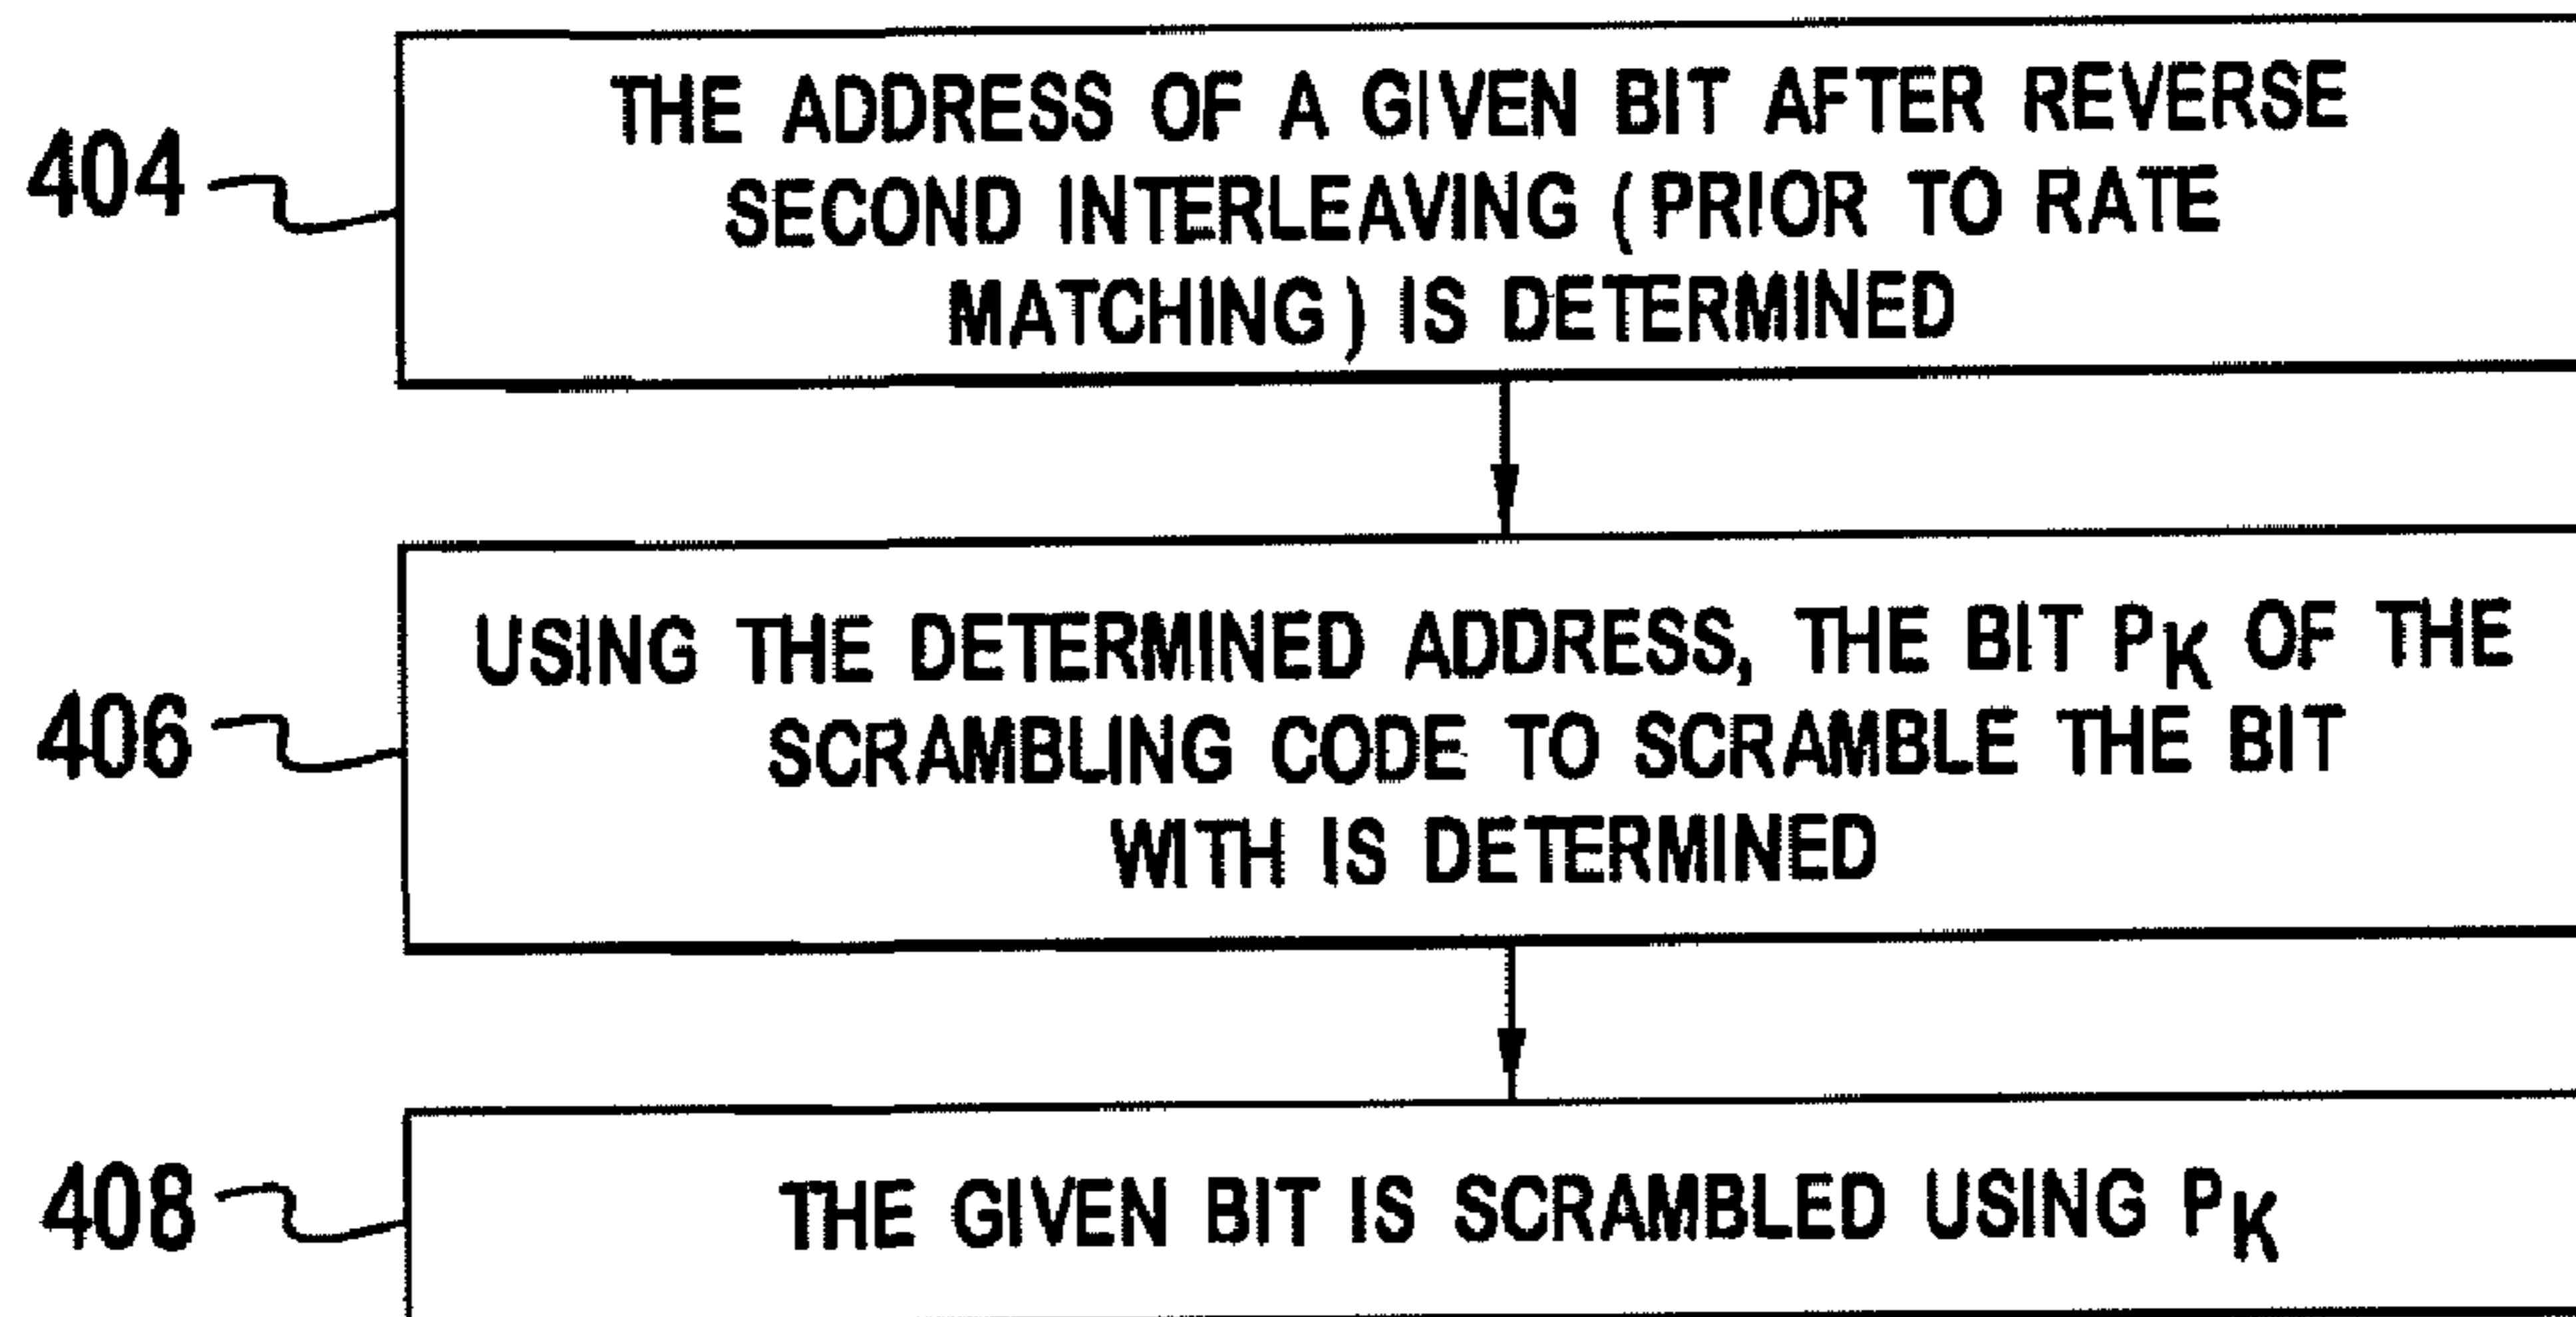 404
THE ADDRESS OF A GIVEN BIT AFTER REVERSE
SECOND INTERLEAVING (PRIOR TO RATE
MATCHING) IS DETERMINED
406
USING THE DETERMINED ADDRESS, THE BIT PK OF THE
SCRAMBLING CODE TO SCRAMBLE THE BIT
WITH IS DETERMINED
408
THE GIVEN BIT IS SCRAMBLED USING PK